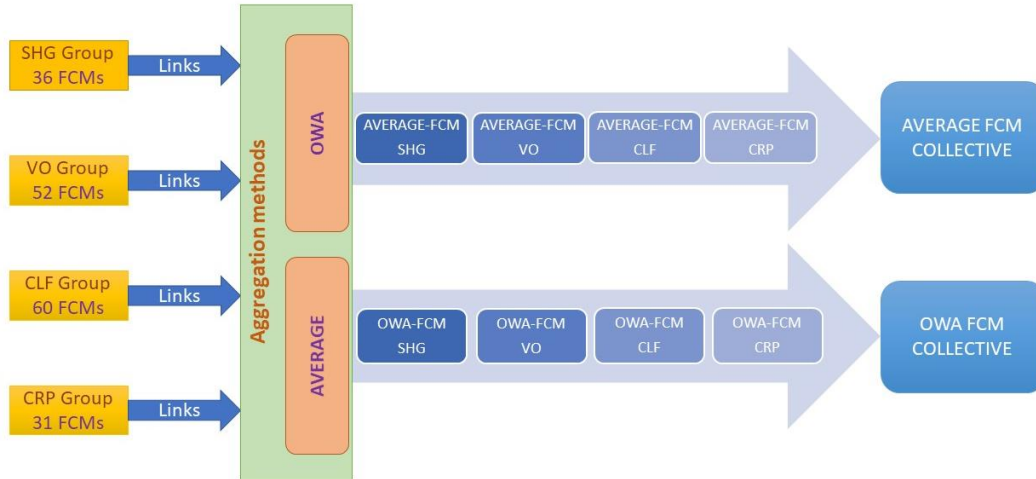 SHG Group
36 FCMs
Links
VO Group
52 FCMs
Links
CLF Group
60 FCMs
Links
CRP Group
31 FCMs
Links
Aggregation methods
OWA
AVERAGE
AVERAGE-FCM
SHG
AVERAGE-FCM
VO
AVERAGE-FCM
CLF
AVERAGE-FCM
CRP
AVERAGE FCM
COLLECTIVE
OWA-FCM
SHG
OWA-FCM
VO
OWA-FCM
CLF
OWA-FCM
CRP
OWA FCM
COLLECTIVE